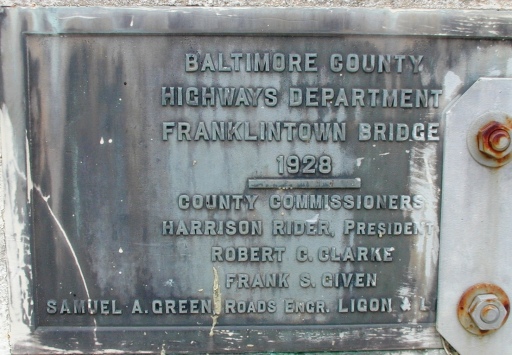 BALTIMORE COUNTY
HIGHWAYS DEPARTMENT
FRANKLINTOWN BRIDGE
1928
COUNTY COMMISSIONERS
HARRISON RIDER, PRESIDENT
ROBERT C. CLARKE
FRANK S. GIVEN
SAMUEL A. GREEN, ROADS ENGR. LIGON &